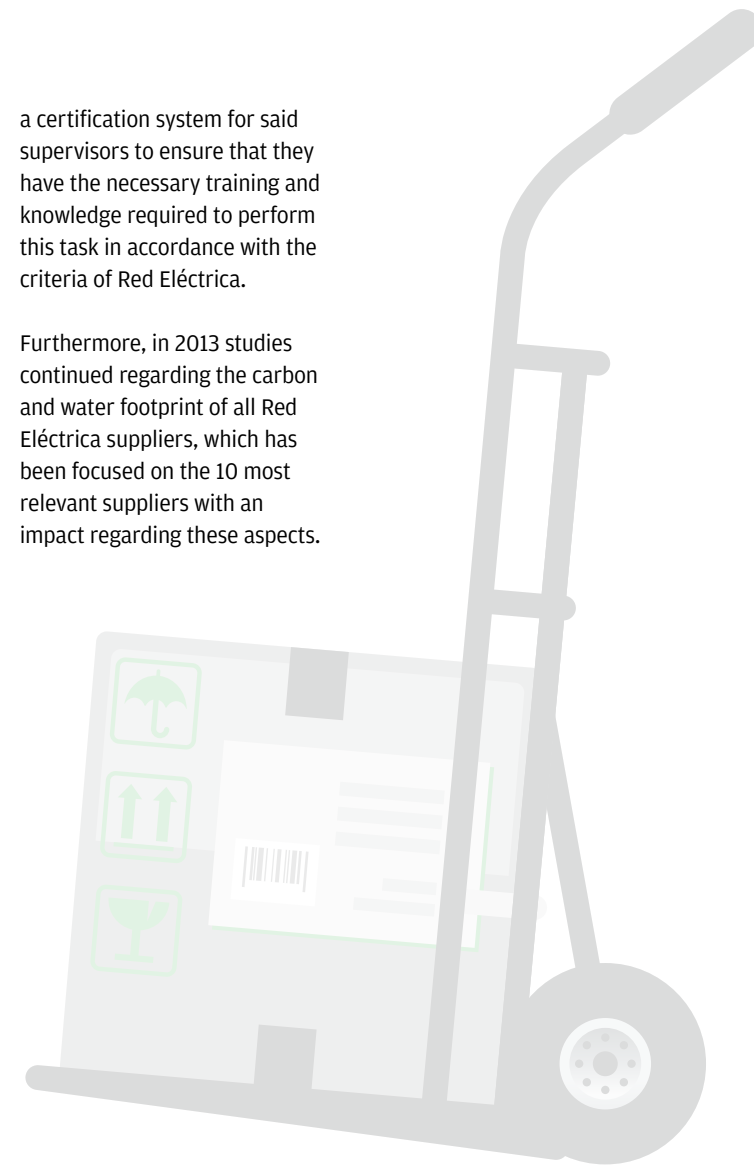 a certification system for said
supervisors to ensure that they
have the necessary training and
knowledge required to perform
this task in accordance with the
criteria of Red Eléctrica.
Furthermore, in 2013 studies
continued regarding the carbon
and water footprint of all Red
Eléctrica suppliers, which has
been focused on the 10 most
relevant suppliers with an
impact regarding these aspects.